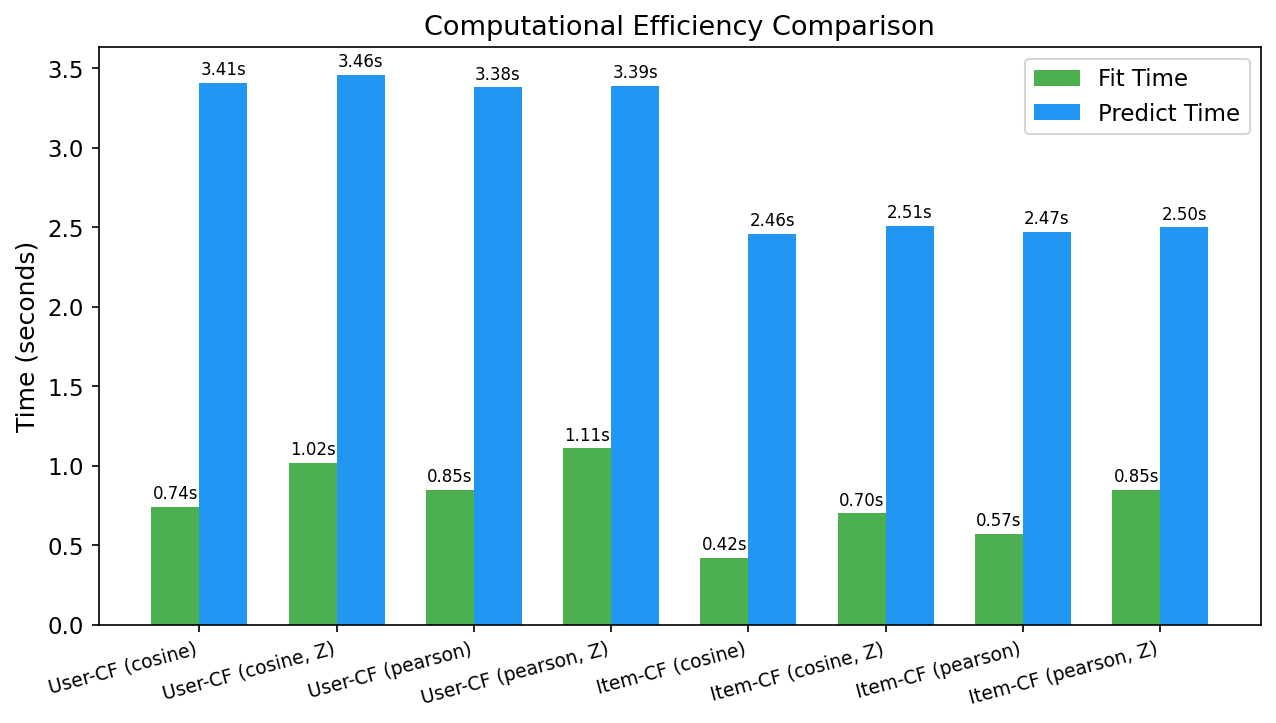 Computational Efficiency Comparison
Fit Time
Predict Time
Time (seconds)
3.5
3.0
2.5
2.0
1.5
1.0
0.5
0.0
0.74s
3.41s
1.02s
3.46s
0.85s
3.38s
1.11s
3.39s
0.42s
2.46s
0.70s
2.51s
0.57s
2.47s
0.85s
2.50s
User-CF (cosine)
User-CF (cosine, Z)
User-CF (pearson)
User-CF (pearson, Z)
Item-CF (cosine)
Item-CF (cosine, Z)
Item-CF (pearson)
Item-CF (pearson, Z)